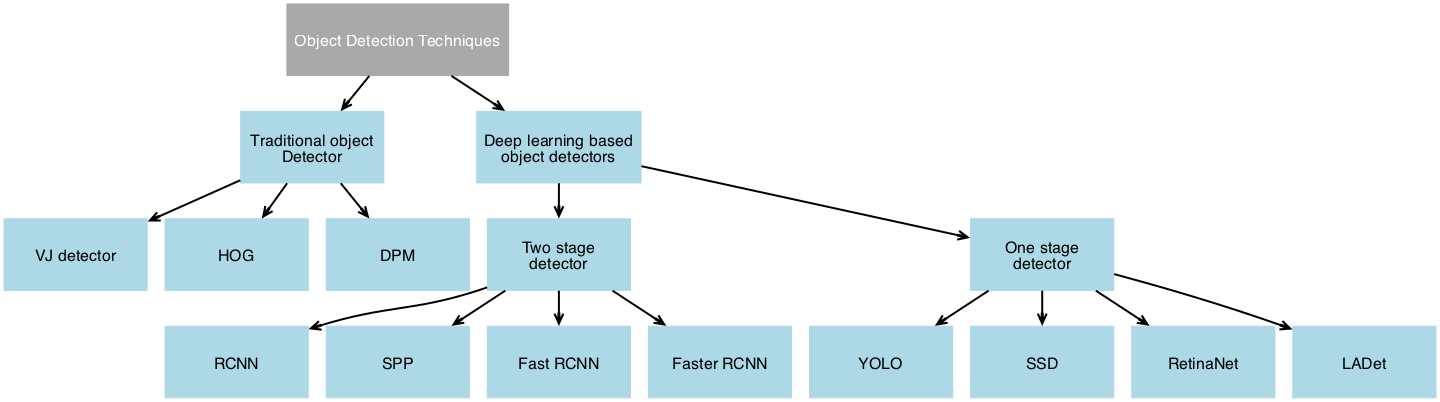 Object Detection Techniques
Traditional object
Detector
Deep learning based
object detectors
VJ detector
HOG
DPM
Two stage
detector
One stage
detector
RCNN
SPP
Fast RCNN
Faster RCNN
YOLO
SSD
RetinaNet
LADet